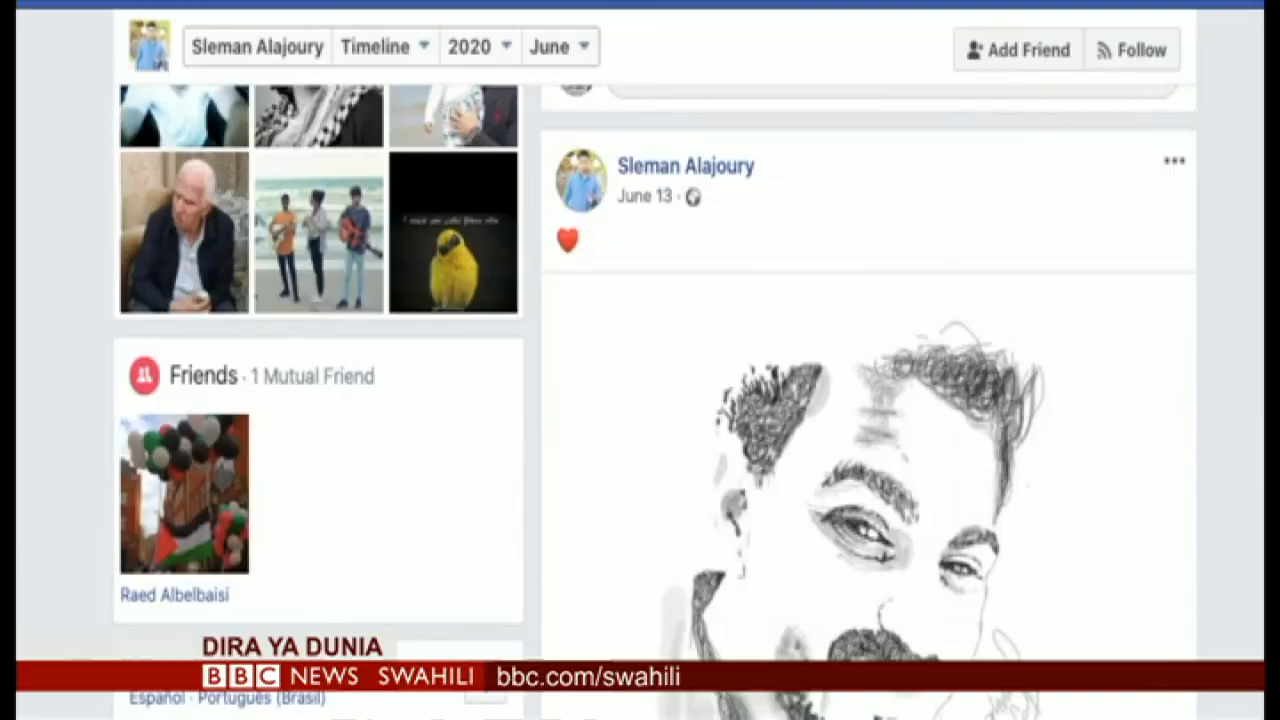 Sleman Alajoury Timeline 2020 June
Add Friend Follow
Sleman Alajoury
June 13
Friends · 1 Mutual Friend
Raed Albelbaisi
DIRA YA DUNIA
BBC NEWS SWAHILI bbc.com/swahili
Español · Português (Brasil)